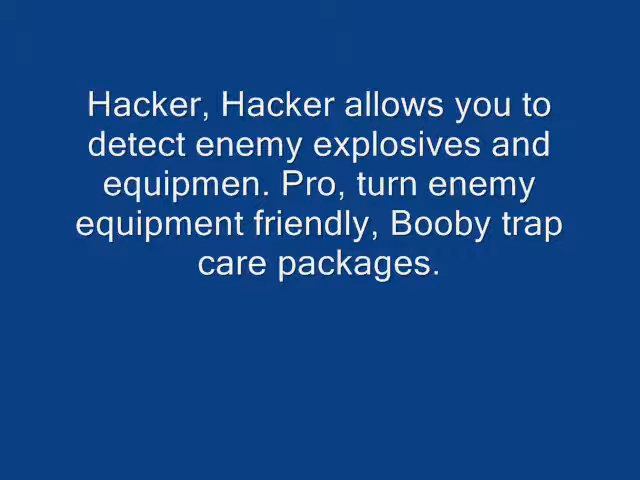 Hacker, Hacker allows you to
detect enemy explosives and
equipmen. Pro, turn enemy
equipment friendly, Booby trap
care packages.